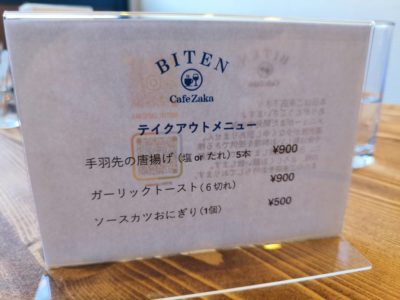 BITEN
CafeZaka
テイクアウトメニュー
手羽先の唐揚げ（塩 or たれ）5本 ¥900
ガーリックトースト（６切れ） ¥900
ソースカツおにぎり（1個） ¥500